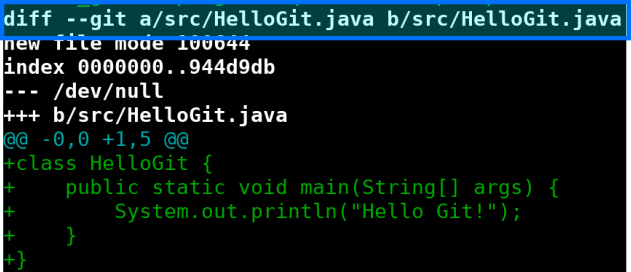 diff --git a/src/HelloGit.java b/src/HelloGit.java
new file mode 100644
index 0000000..944d9db
--- /dev/null
+++ b/src/HelloGit.java
@@ -0,0 +1,5 @@
+class HelloGit {
+    public static void main(String[] args) {
+        System.out.println("Hello Git!");
+    }
+}